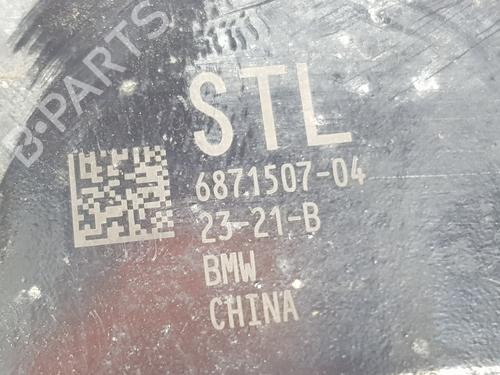 B-PARTS
STL
6871507-04
23-21-B
BMW
CHINA